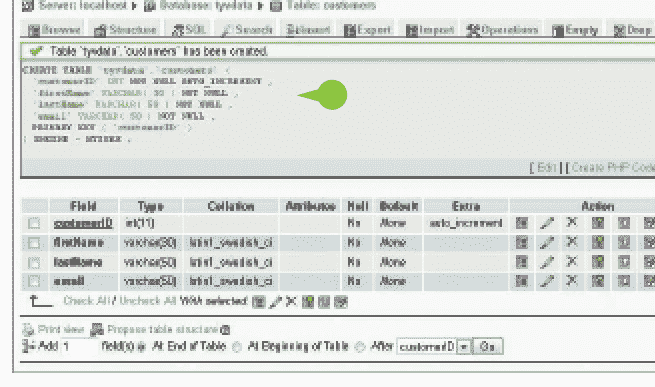 Server: localhost ▸ Database: tywdata ▸ Table: customers
Browse Structure SQL Search Insert Export Import Operations Empty Drop
Table `tywdata`.`customers` has been created.
CREATE TABLE `tywdata`.`customers` (
`customerID` INT NOT NULL AUTO_INCREMENT ,
`firstName` VARCHAR( 30 ) NOT NULL ,
`lastName` VARCHAR( 50 ) NOT NULL ,
`email` VARCHAR( 50 ) NOT NULL ,
PRIMARY KEY ( `customerID` )
) ENGINE = MYISAM ;
[ Edit ] [ Create PHP Code
Field Type Collation Attributes Null Default Extra Action
customerID int(11) No None auto_increment
firstName varchar(30) latin1_swedish_ci No None
lastName varchar(50) latin1_swedish_ci No None
email varchar(50) latin1_swedish_ci No None
Check All / Uncheck All With selected:
Print view Propose table structure
Add 1 field(s) At End of Table At Beginning of Table After customerID Go